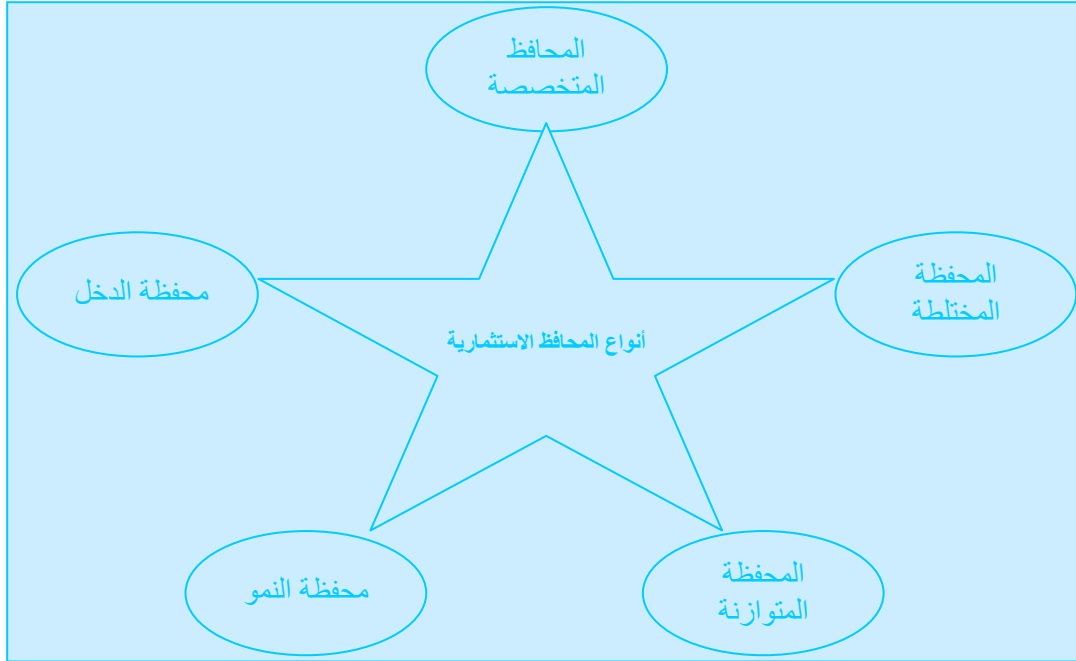 المحافظ
المتخصصة
المحفظة
المختلطة
محفظة الدخل
أنواع المحافظ الاستثمارية
المحفظة
المتوازنة
محفظة النمو